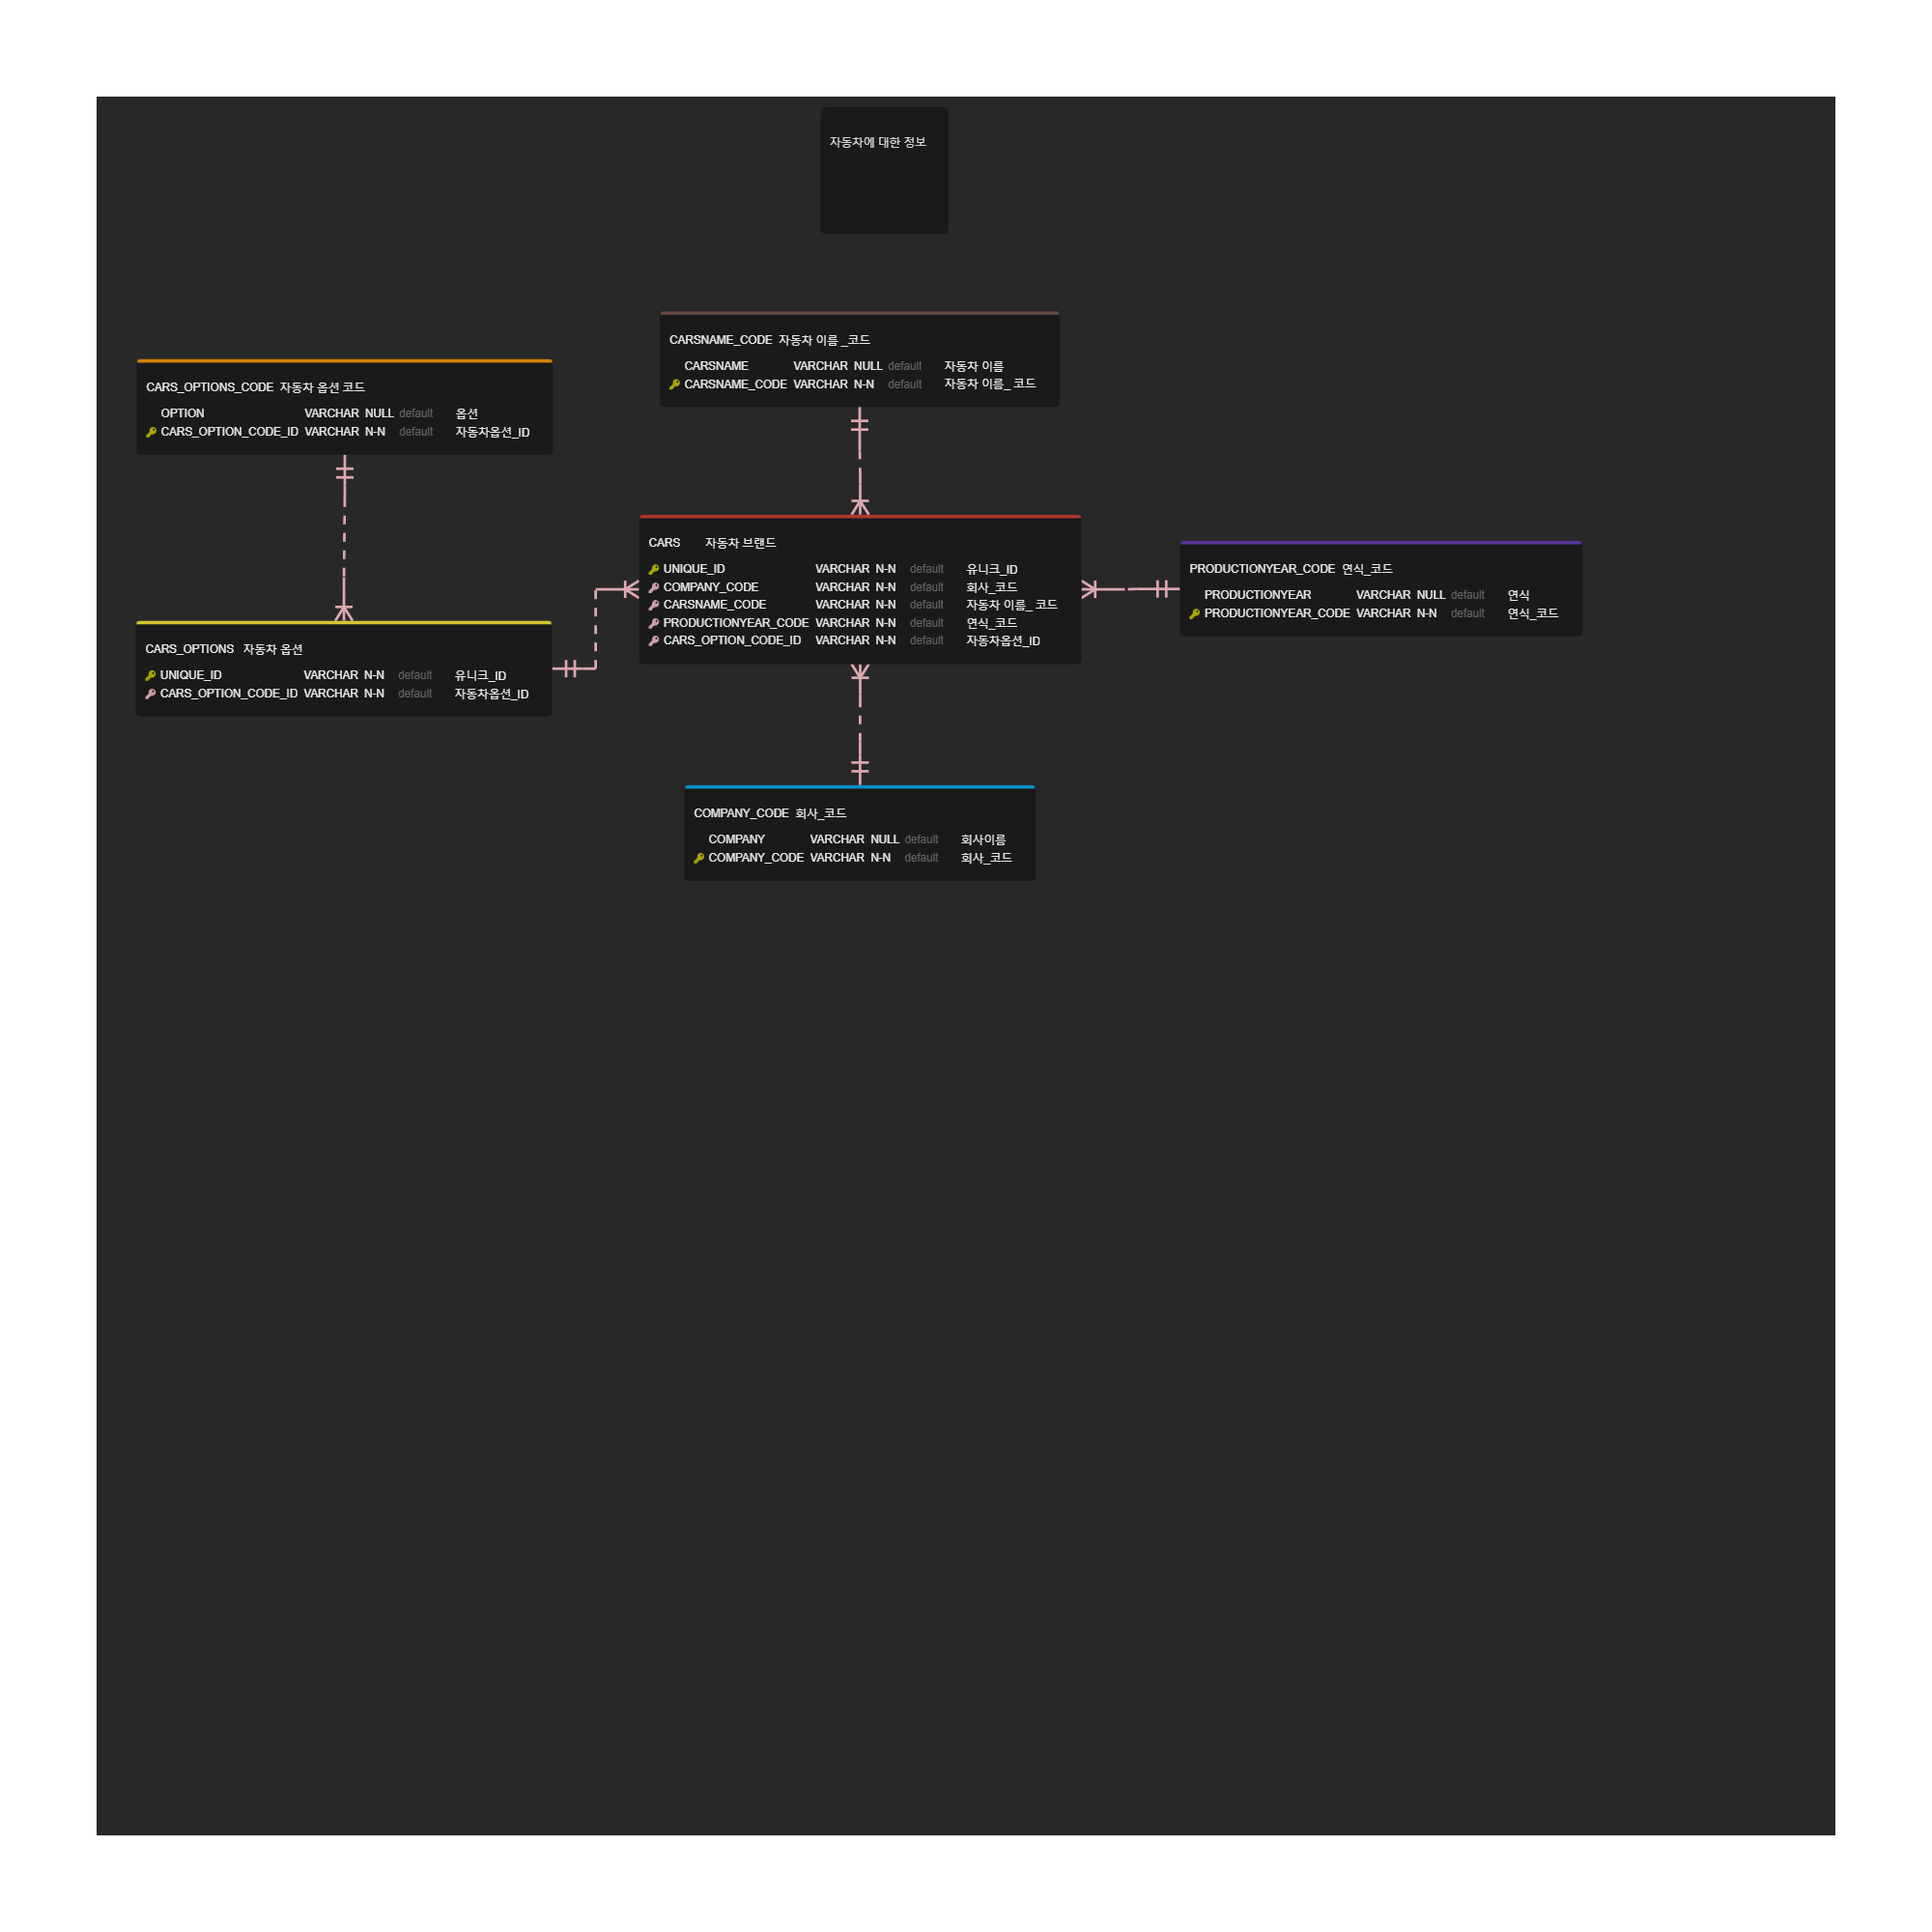 자동차에 대한 정보
CARSNAME_CODE 자동차 이름 _코드
CARSNAME VARCHAR NULL default 자동차 이름
CARSNAME_CODE VARCHAR N-N default 자동차 이름_ 코드
CARS_OPTIONS_CODE 자동차 옵션 코드
OPTION VARCHAR NULL default 옵션
CARS_OPTION_CODE_ID VARCHAR N-N default 자동차옵션_ID
CARS 자동차 브랜드
UNIQUE_ID VARCHAR N-N default 유니크_ID
COMPANY_CODE VARCHAR N-N default 회사_코드
CARSNAME_CODE VARCHAR N-N default 자동차 이름_ 코드
PRODUCTIONYEAR_CODE VARCHAR N-N default 연식_코드
CARS_OPTION_CODE_ID VARCHAR N-N default 자동차옵션_ID
PRODUCTIONYEAR_CODE 연식_코드
PRODUCTIONYEAR VARCHAR NULL default 연식
PRODUCTIONYEAR_CODE VARCHAR N-N default 연식_코드
CARS_OPTIONS 자동차 옵션
UNIQUE_ID VARCHAR N-N default 유니크_ID
CARS_OPTION_CODE_ID VARCHAR N-N default 자동차옵션_ID
COMPANY_CODE 회사_코드
COMPANY VARCHAR NULL default 회사이름
COMPANY_CODE VARCHAR N-N default 회사_코드